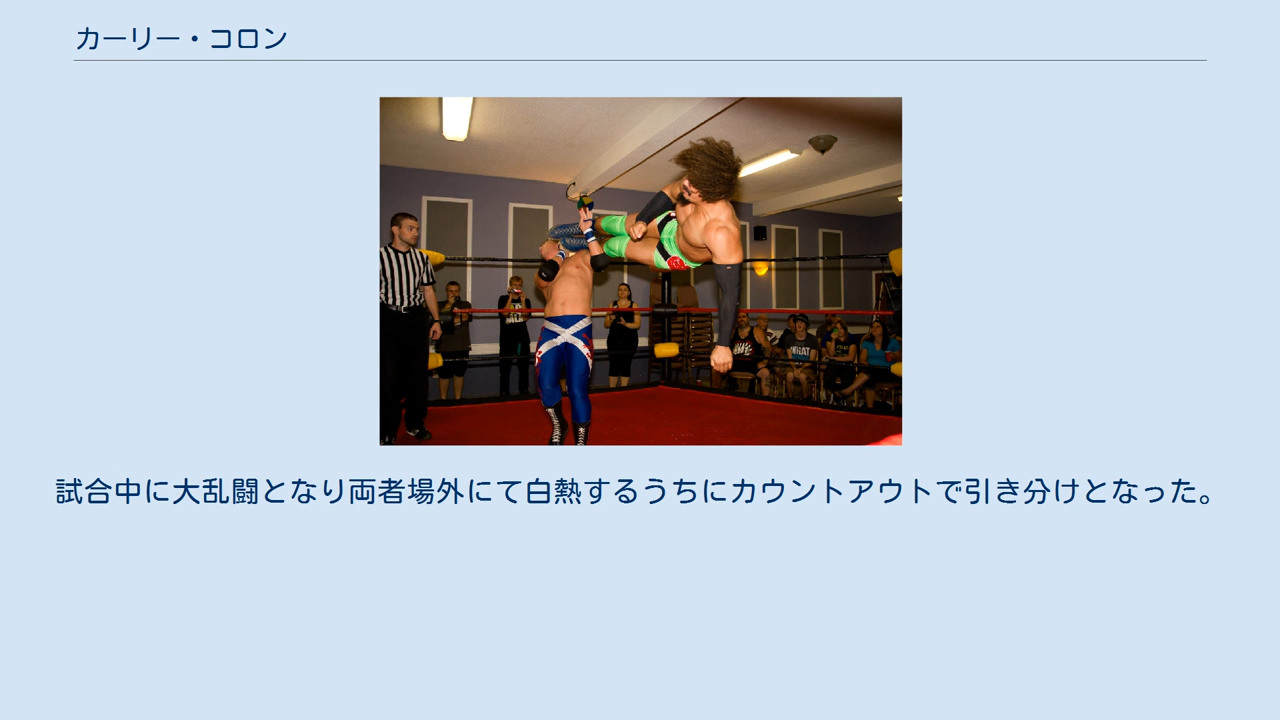 カーリー・コロン
WHAT
試合中に大乱闘となり両者場外にて白熱するうちにカウントアウトで引き分けとなった。